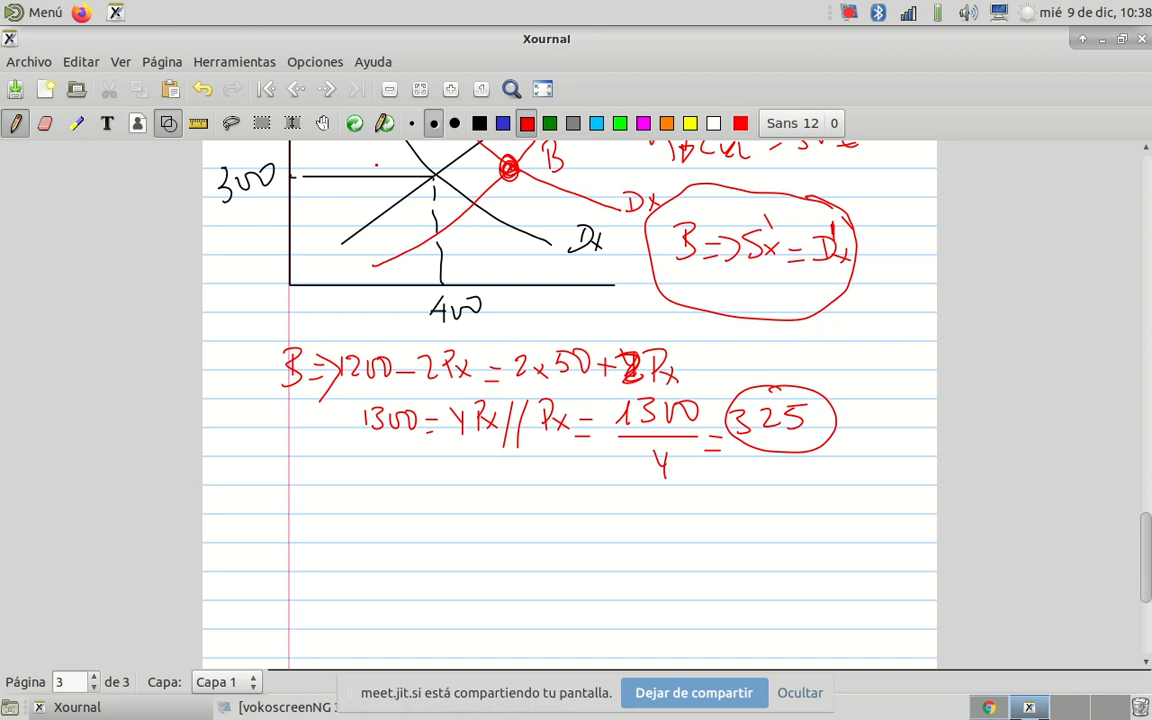 Menú mié 9 de dic, 10:38
Xournal
Archivo Editar Ver Página Herramientas Opciones Ayuda
Sans 12 0
B
300
Dx
Dx
B => Sx' = D'x
400
B => 1200 - 2Px = 2x50 + 2Px
1300 = 4Px // Px = 1300 / 4 = 325
Página 3 de 3 Capa: Capa 1
meet.jit.si está compartiendo tu pantalla. Dejar de compartir Ocultar
Xournal [vokoscreenNG 3